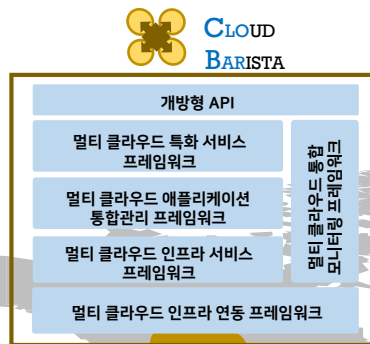 CLOUD
BARISTA
개방형 API
멀티 클라우드 특화 서비스
프레임워크
멀티 클라우드 애플리케이션
통합관리 프레임워크
멀티 클라우드 인프라 서비스
프레임워크
멀티 클라우드 통합
모니터링 프레임워크
멀티 클라우드 인프라 연동 프레임워크